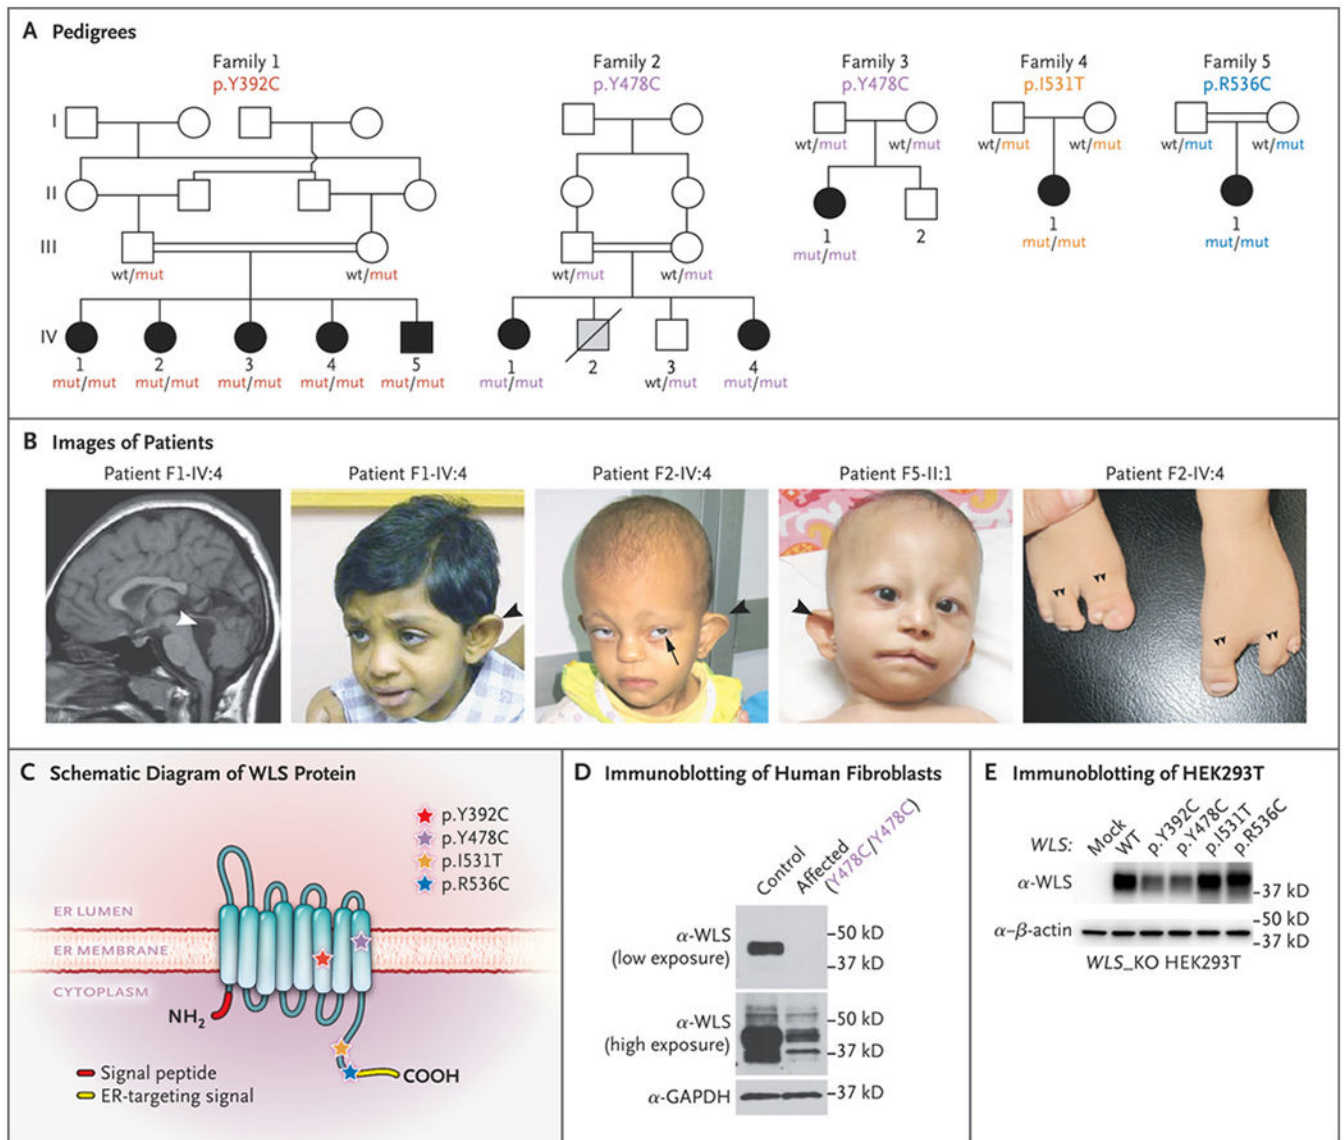 A Pedigrees
Family 1
p.Y392C
Family 2
p.Y478C
Family 3
p.Y478C
Family 4
p.I531T
Family 5
p.R536C
I
wt/mut wt/mut
wt/mut wt/mut
wt/mut wt/mut
II
1
mut/mut
2
1
mut/mut
1
mut/mut
III
wt/mut wt/mut
wt/mut wt/mut
IV
1 2 3 4 5
mut/mut mut/mut mut/mut mut/mut mut/mut
1 2 3 4
mut/mut wt/mut mut/mut
B Images of Patients
Patient F1-IV:4
Patient F1-IV:4
Patient F2-IV:4
Patient F5-II:1
Patient F2-IV:4
C Schematic Diagram of WLS Protein
p.Y392C
p.Y478C
p.I531T
p.R536C
ER LUMEN
ER MEMBRANE
CYTOPLASM
NH2
COOH
Signal peptide
ER-targeting signal
D Immunoblotting of Human Fibroblasts
Control
Affected
(Y478C/Y478C)
α-WLS
(low exposure)
50 kD
37 kD
α-WLS
(high exposure)
50 kD
37 kD
α-GAPDH
37 kD
E Immunoblotting of HEK293T
WLS: Mock WT p.Y392C p.Y478C p.I531T p.R536C
α-WLS
37 kD
α-β-actin
50 kD
37 kD
WLS_KO HEK293T